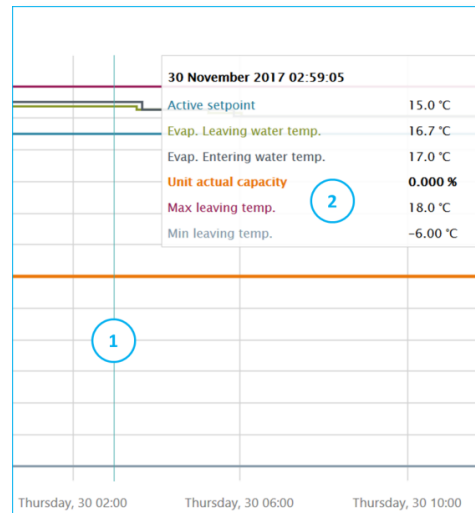 30 November 2017 02:59:05
Active setpoint 15.0 °C
Evap. Leaving water temp. 16.7 °C
Evap. Entering water temp. 17.0 °C
Unit actual capacity 0.000 %
Max leaving temp. 18.0 °C
2
Min leaving temp. -6.00 °C
1
Thursday, 30 02:00 Thursday, 30 06:00 Thursday, 30 10:00